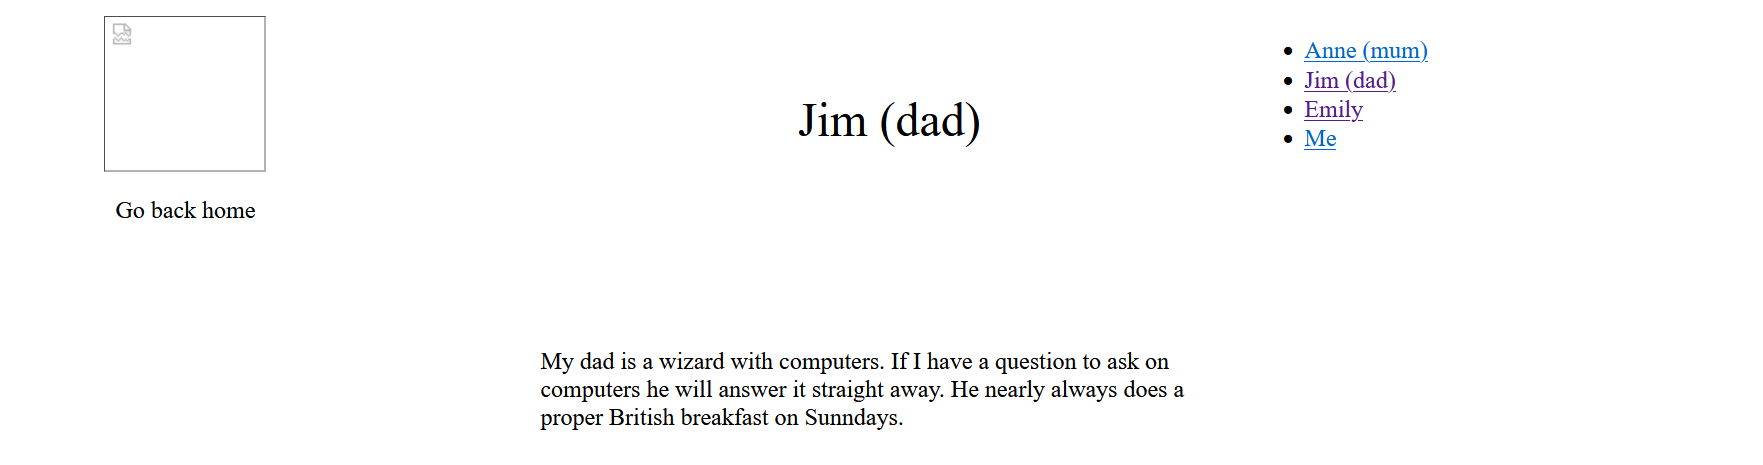 Go back home
Jim (dad)
Anne (mum)
Jim (dad)
Emily
Me
My dad is a wizard with computers. If I have a question to ask on
computers he will answer it straight away. He nearly always does a
proper British breakfast on Sunndays.